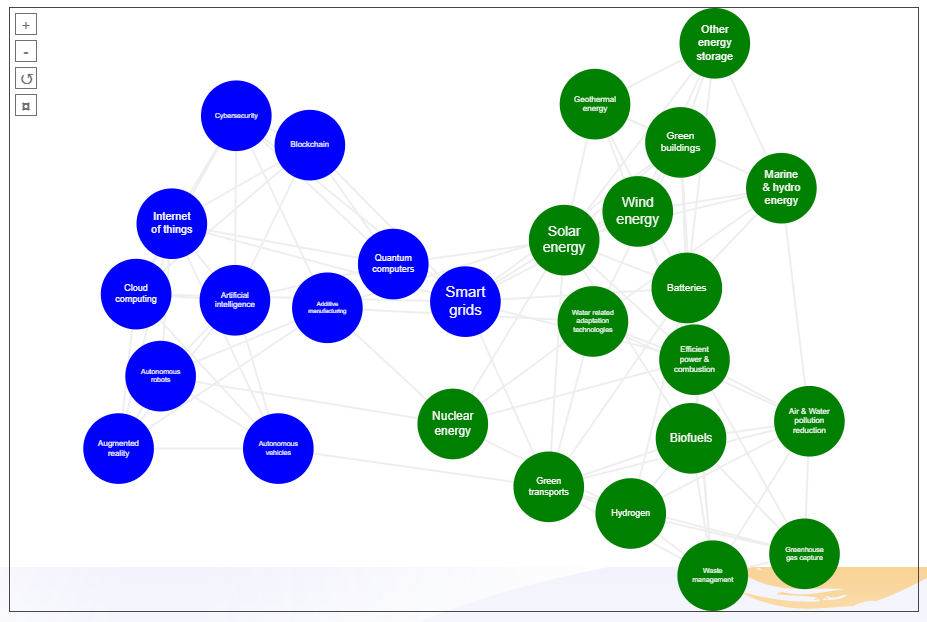 +
-
↺
¤
Other
energy
storage
Geothermal
energy
Cybersecurity
Blockchain
Green
buildings
Marine
& hydro
energy
Wind
energy
Internet
of things
Solar
energy
Quantum
computers
Cloud
computing
Artificial
intelligence
Additive
manufacturing
Smart
grids
Batteries
Water related
adaptation
technologies
Efficient
power &
combustion
Autonomous
robots
Nuclear
energy
Air & Water
pollution
reduction
Biofuels
Augmented
reality
Autonomous
vehicles
Green
transports
Hydrogen
Greenhouse
gas capture
Waste
management